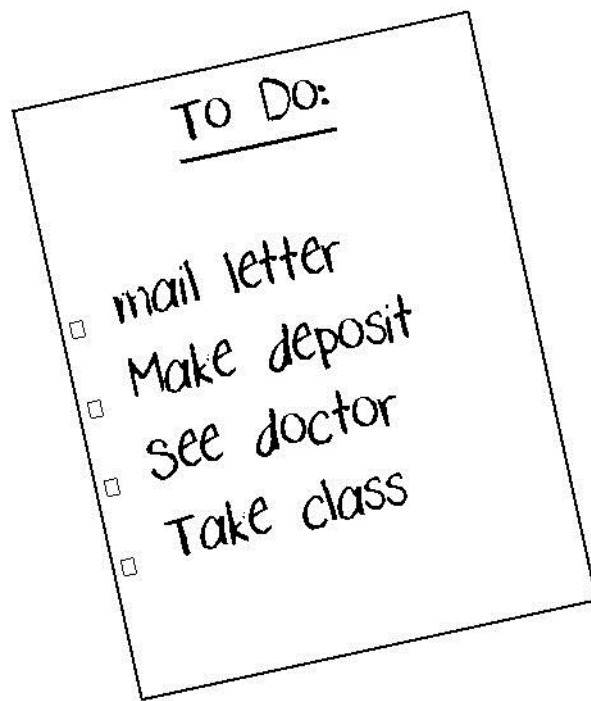 TO DO:
mail letter
Make deposit
see doctor
Take class